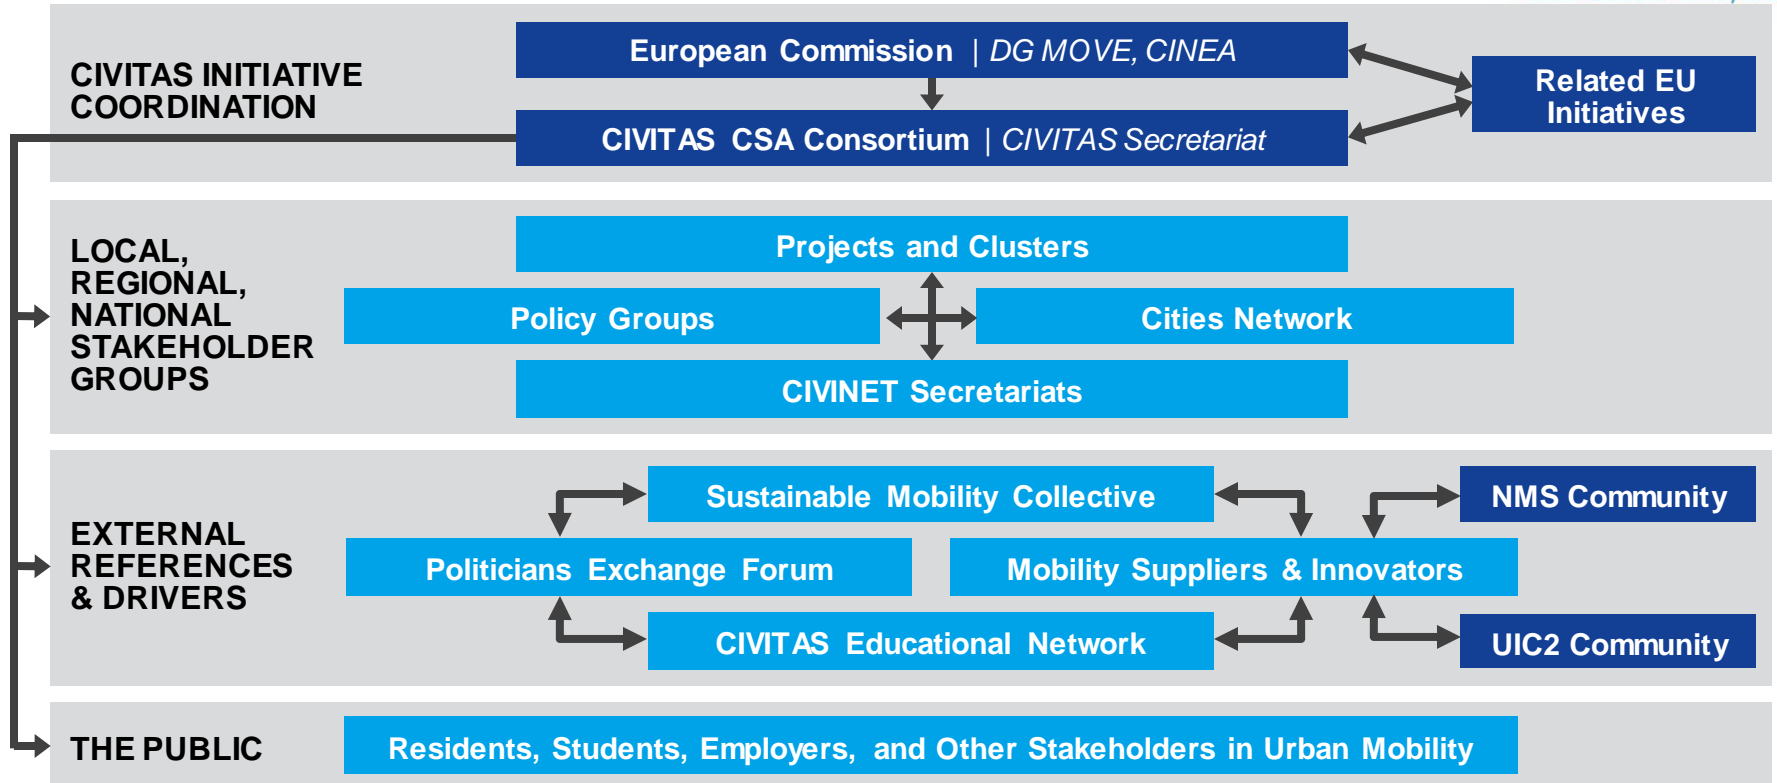 CIVITAS INITIATIVE
COORDINATION
European Commission | DG MOVE, CINEA
CIVITAS CSA Consortium | CIVITAS Secretariat
Related EU
Initiatives
LOCAL,
REGIONAL,
NATIONAL
STAKEHOLDER
GROUPS
Projects and Clusters
Policy Groups
Cities Network
CIVINET Secretariats
EXTERNAL
REFERENCES
& DRIVERS
Sustainable Mobility Collective
NMS Community
Politicians Exchange Forum
Mobility Suppliers & Innovators
CIVITAS Educational Network
UIC2 Community
THE PUBLIC
Residents, Students, Employers, and Other Stakeholders in Urban Mobility